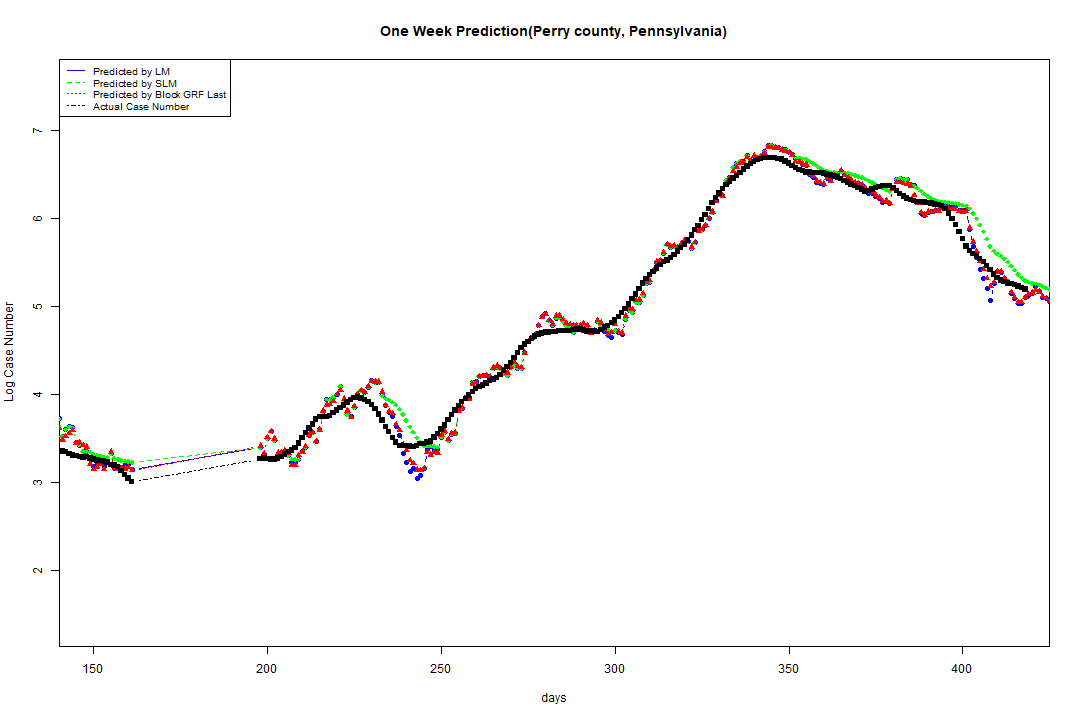 One Week Prediction(Perry county, Pennsylvania)
Predicted by LM
Predicted by SLM
Predicted by Block GRF Last
Actual Case Number
7
6
5
4
3
2
Log Case Number
150 200 250 300 350 400
days